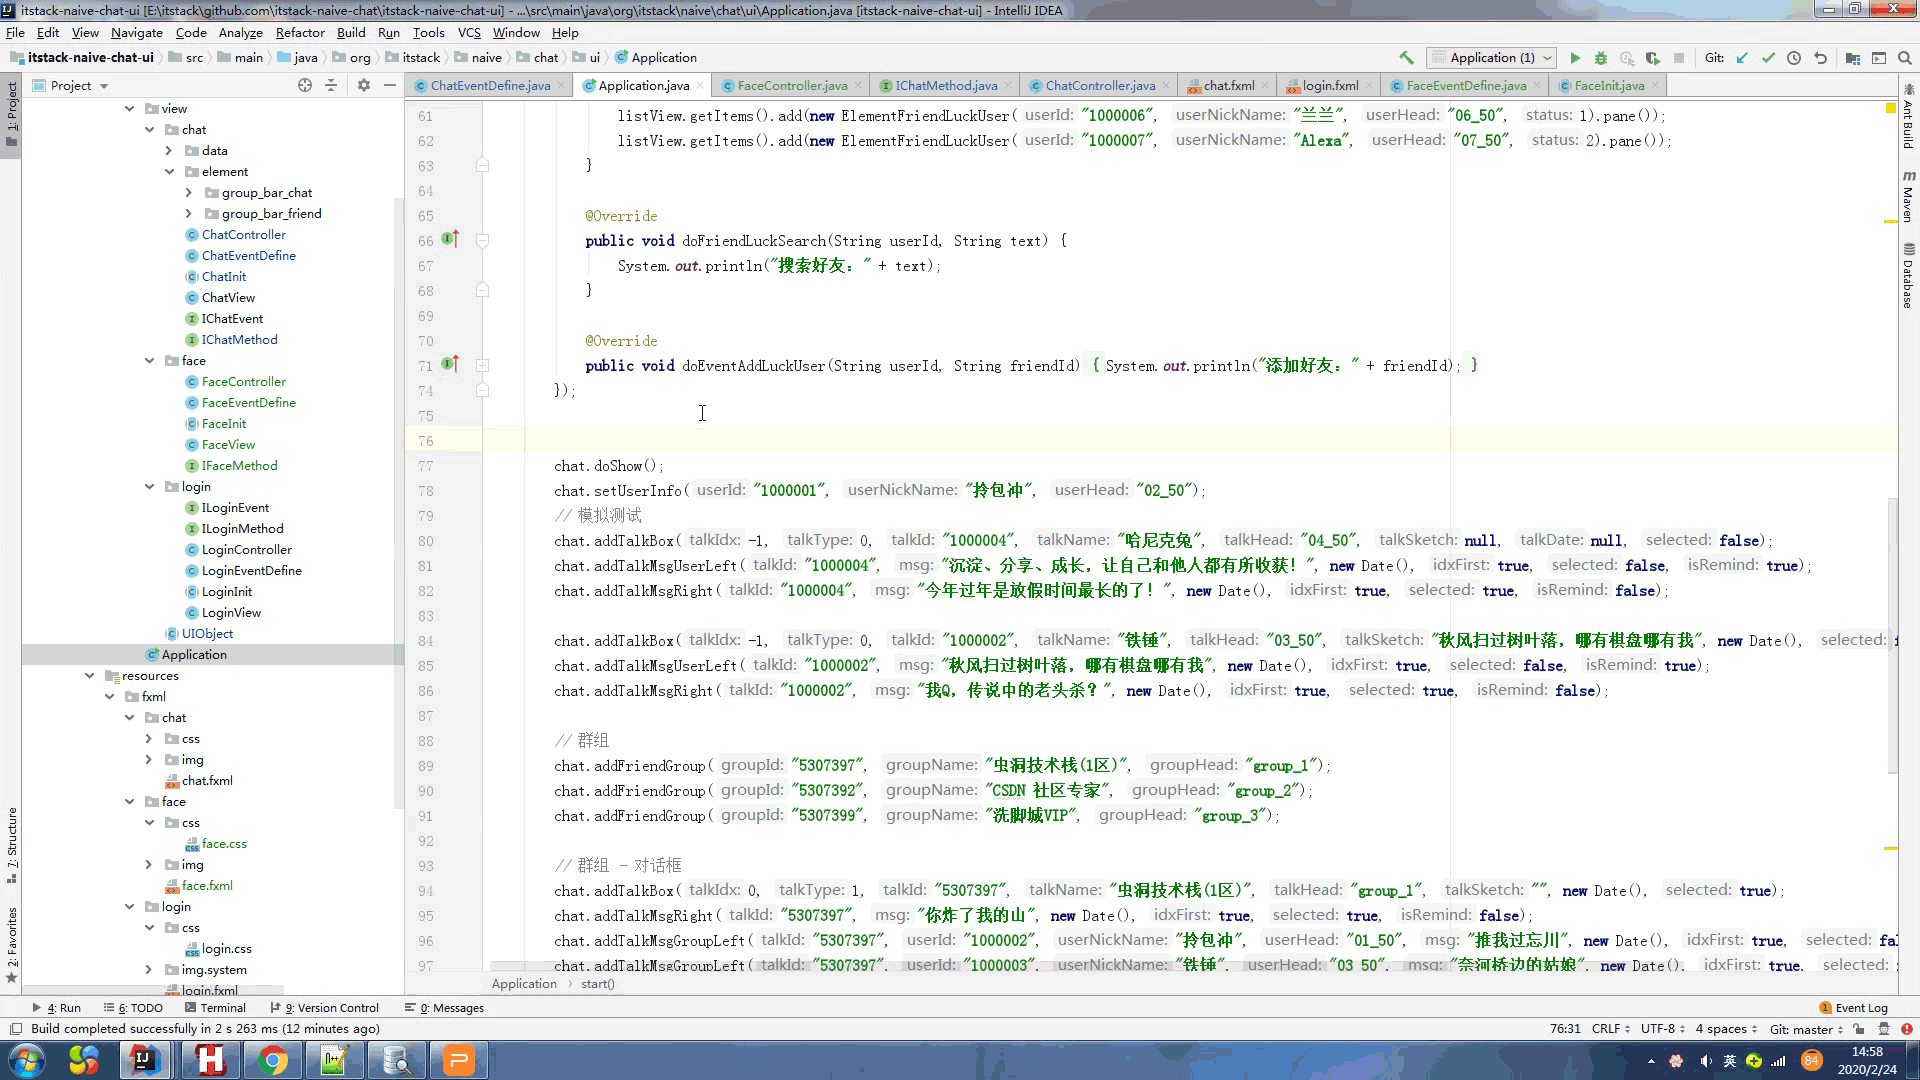 itstack-naive-chat-ui [E:\itstack\github.com\itstack-naive-chat\itstack-naive-chat-ui] - ...\src\main\java\org\itstack\naive\chat\ui\Application.java [itstack-naive-chat-ui] - IntelliJ IDEA
File Edit View Navigate Code Analyze Refactor Build Run Tools VCS Window Help
itstack-naive-chat-ui src main java org itstack naive chat ui Application Application (1) Git:
Project ChatEventDefine.java Application.java FaceController.java IChatMethod.java ChatController.java chat.fxml login.fxml FaceEventDefine.java FaceInit.java
1: Project
7: Structure
2: Favorites
Ant Build
Maven
Database
view
chat
data
element
group_bar_chat
group_bar_friend
ChatController
ChatEventDefine
ChatInit
ChatView
IChatEvent
IChatMethod
face
FaceController
FaceEventDefine
FaceInit
FaceView
IFaceMethod
login
ILoginEvent
ILoginMethod
LoginController
LoginEventDefine
LoginInit
LoginView
UIObject
Application
resources
fxml
chat
css
img
chat.fxml
face
css
face.css
img
face.fxml
login
css
login.css
img.system
login.fxml
61 listView.getItems().add(new ElementFriendLuckUser( userId: "1000006", userNickName: "兰兰", userHead: "06_50", status: 1).pane());
62 listView.getItems().add(new ElementFriendLuckUser( userId: "1000007", userNickName: "Alexa", userHead: "07_50", status: 2).pane());
63 }
64
65 @Override
66 public void doFriendLuckSearch(String userId, String text) {
67 System.out.println("搜索好友：" + text);
68 }
69
70 @Override
71 public void doEventAddLuckUser(String userId, String friendId) { System.out.println("添加好友：" + friendId); }
74 });
75
76
77 chat.doShow();
78 chat.setUserInfo( userId: "1000001", userNickName: "拎包冲", userHead: "02_50");
79 // 模拟测试
80 chat.addTalkBox( talkIdx: -1, talkType: 0, talkId: "1000004", talkName: "哈尼克兔", talkHead: "04_50", talkSketch: null, talkDate: null, selected: false);
81 chat.addTalkMsgUserLeft( talkId: "1000004", msg: "沉淀、分享、成长，让自己和他人都有所收获！", new Date(), idxFirst: true, selected: false, isRemind: true);
82 chat.addTalkMsgRight( talkId: "1000004", msg: "今年过年是放假时间最长的了！", new Date(), idxFirst: true, selected: true, isRemind: false);
83
84 chat.addTalkBox( talkIdx: -1, talkType: 0, talkId: "1000002", talkName: "铁锤", talkHead: "03_50", talkSketch: "秋风扫过树叶落，哪有棋盘哪有我", new Date(), selected: f
85 chat.addTalkMsgUserLeft( talkId: "1000002", msg: "秋风扫过树叶落，哪有棋盘哪有我", new Date(), idxFirst: true, selected: false, isRemind: true);
86 chat.addTalkMsgRight( talkId: "1000002", msg: "我Q，传说中的老头杀？", new Date(), idxFirst: true, selected: true, isRemind: false);
87
88 // 群组
89 chat.addFriendGroup( groupId: "5307397", groupName: "虫洞技术栈(1区)", groupHead: "group_1");
90 chat.addFriendGroup( groupId: "5307392", groupName: "CSDN 社区专家", groupHead: "group_2");
91 chat.addFriendGroup( groupId: "5307399", groupName: "洗脚城VIP", groupHead: "group_3");
92
93 // 群组 - 对话框
94 chat.addTalkBox( talkIdx: 0, talkType: 1, talkId: "5307397", talkName: "虫洞技术栈(1区)", talkHead: "group_1", talkSketch: "", new Date(), selected: true);
95 chat.addTalkMsgRight( talkId: "5307397", msg: "你炸了我的山", new Date(), idxFirst: true, selected: true, isRemind: false);
96 chat.addTalkMsgGroupLeft( talkId: "5307397", userId: "1000002", userNickName: "拎包冲", userHead: "01_50", msg: "推我过忘川", new Date(), idxFirst: true, selected: fal
97 chat.addTalkMsgGroupLeft( talkId: "5307397", userId: "1000003", userNickName: "铁锤", userHead: "03_50", msg: "奈河桥边的姑娘", new Date(), idxFirst: true, selected:
Application start()
4: Run 6: TODO Terminal 9: Version Control 0: Messages 1 Event Log
Build completed successfully in 2 s 263 ms (12 minutes ago) 76:31 CRLF UTF-8 4 spaces Git: master
英 84 14:58
2020/2/24